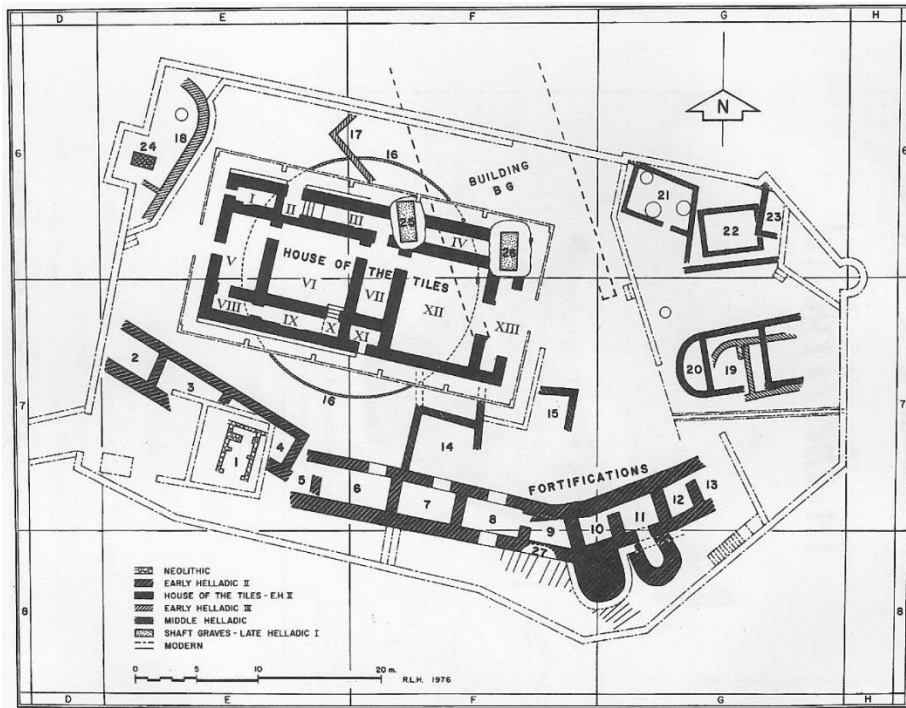 D E F G H
6 6
7 7
8 8
D E F G H
N
24
18
17
16
BUILDING
BG
21
22
23
I
II
III
25
IV
26
HOUSE OF THE TILES
V
VI
VII
XII
VIII
IX
X
XI
XIII
16
20
19
2
3
1
4
15
14
FORTIFICATIONS
5
6
7
8
9
10
11
12
13
27
NEOLITHIC
EARLY HELLADIC II
HOUSE OF THE TILES - E.H. II
EARLY HELLADIC III
MIDDLE HELLADIC
SHAFT GRAVES - LATE HELLADIC I
MODERN
0 5 10 20 m.
R.L.H. 1976